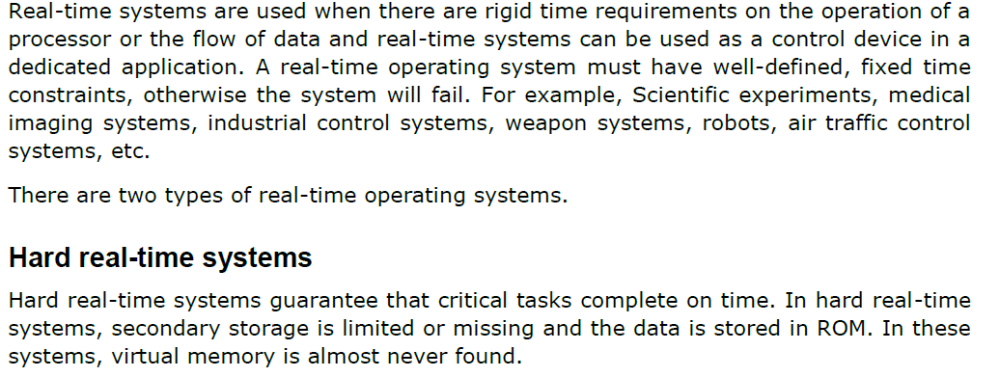 Real-time systems are used when there are rigid time requirements on the operation of a
processor or the flow of data and real-time systems can be used as a control device in a
dedicated application. A real-time operating system must have well-defined, fixed time
constraints, otherwise the system will fail. For example, Scientific experiments, medical
imaging systems, industrial control systems, weapon systems, robots, air traffic control
systems, etc.
There are two types of real-time operating systems.
Hard real-time systems
Hard real-time systems guarantee that critical tasks complete on time. In hard real-time
systems, secondary storage is limited or missing and the data is stored in ROM. In these
systems, virtual memory is almost never found.